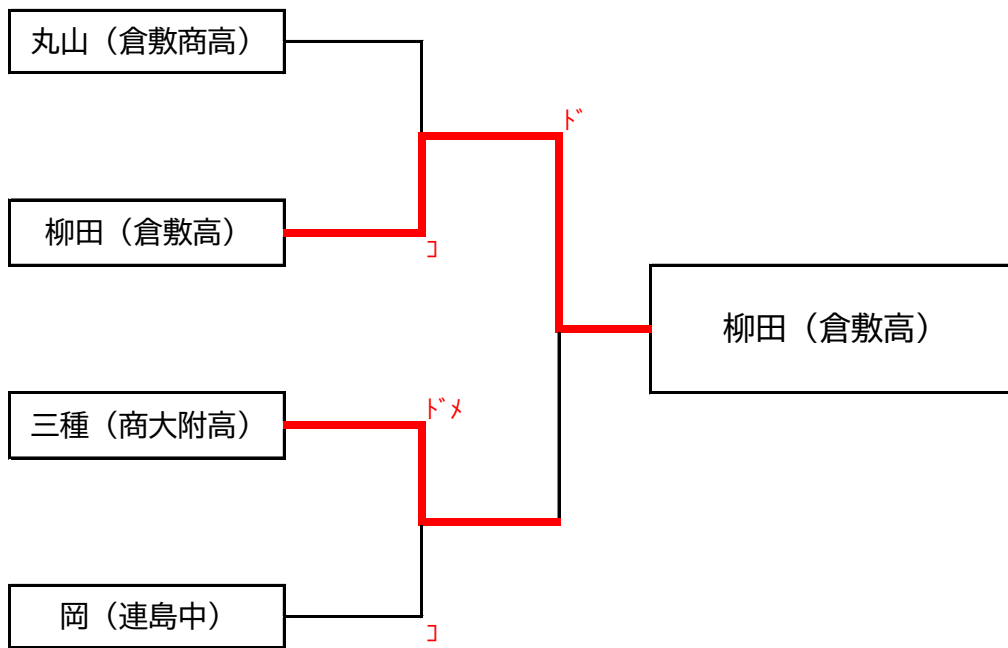 丸山（倉敷商高）
ﾄﾞ
柳田（倉敷高）
ｺ
柳田（倉敷高）
ﾄﾞﾒ
三種（商大附高）
岡（連島中）
ｺ